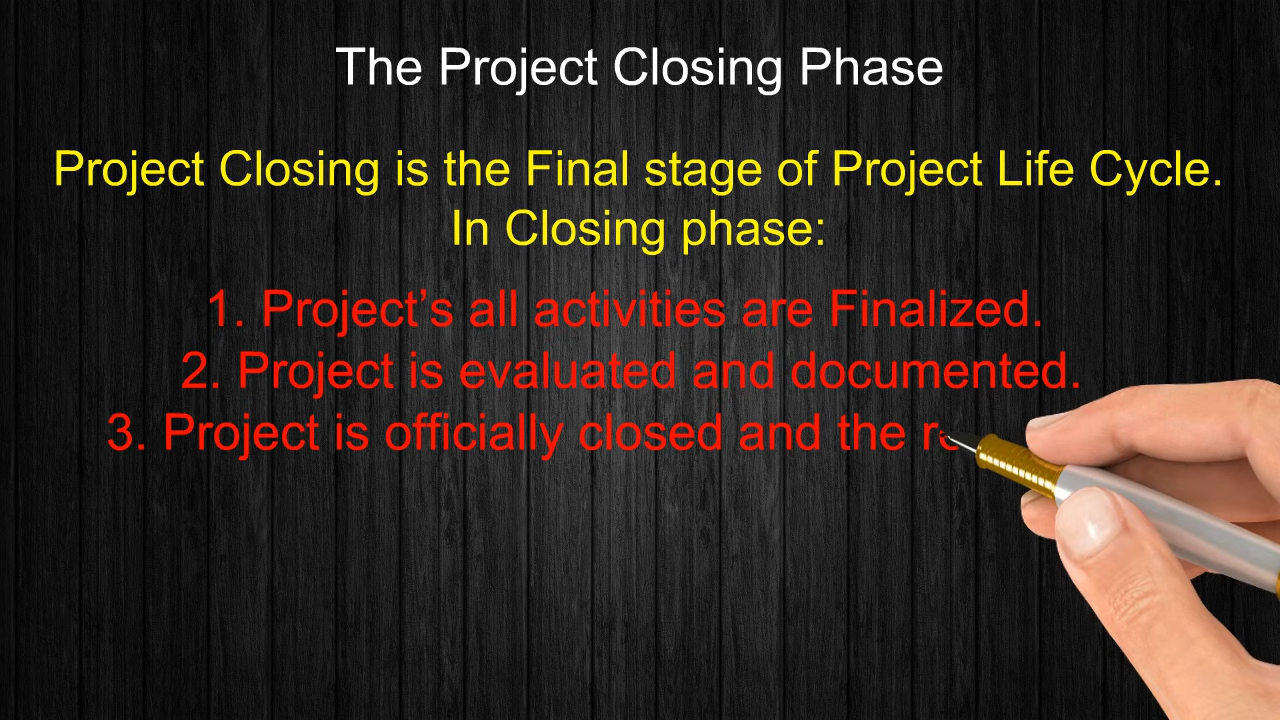 The Project Closing Phase
Project Closing is the Final stage of Project Life Cycle.
In Closing phase:
1. Project’s all activities are Finalized.
2. Project is evaluated and documented.
3. Project is officially closed and the